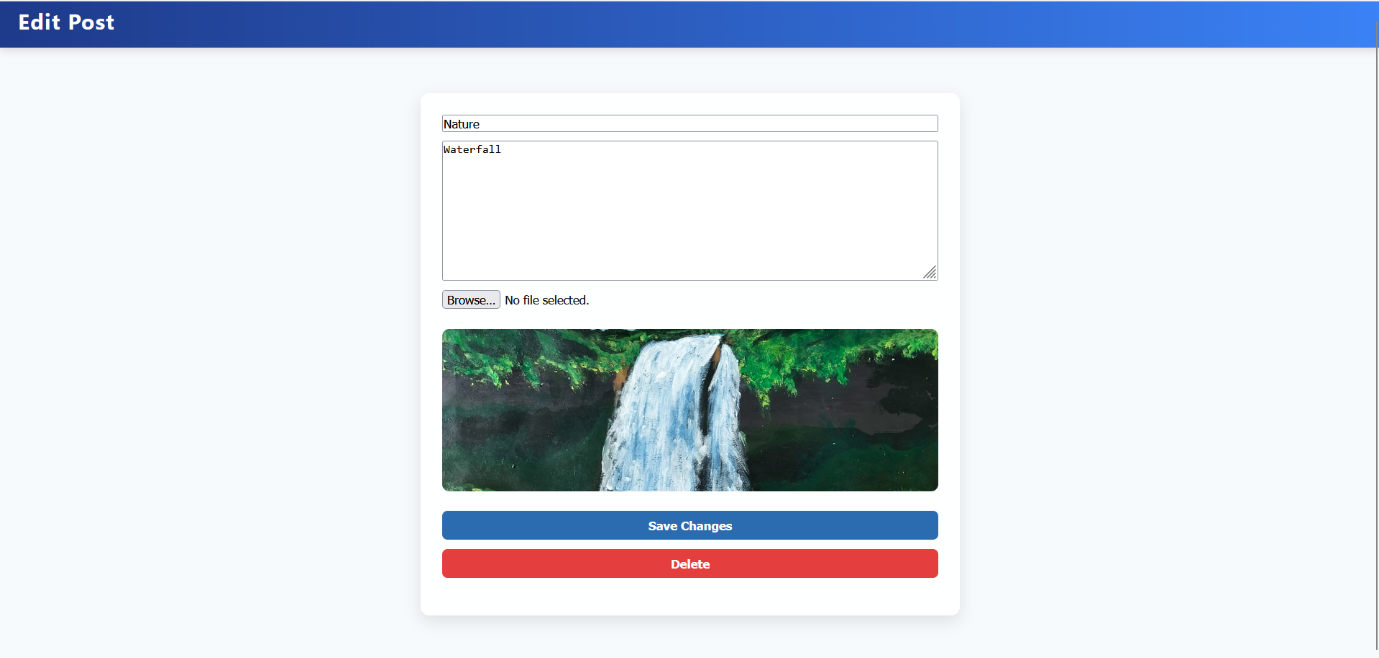 Edit Post
Nature
Waterfall
Browse... No file selected.
Save Changes
Delete